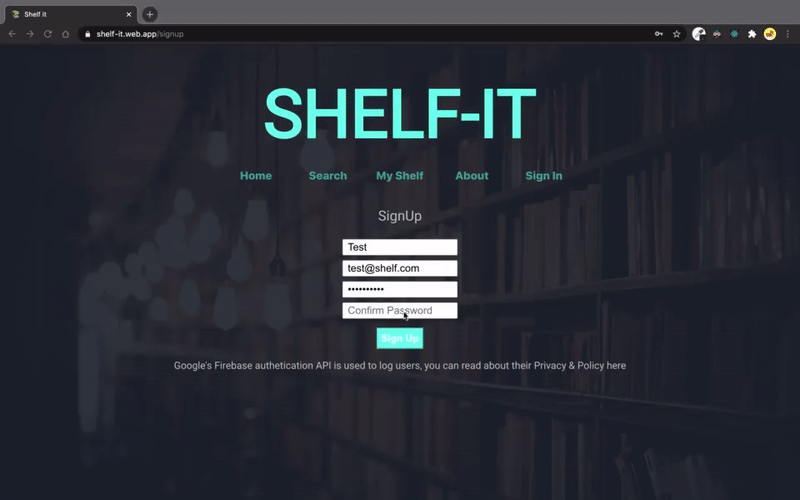 Shelf it
shelf-it.web.app/signup
SHELF-IT
Home Search My Shelf About Sign In
SignUp
Test
test@shelf.com
••••••••••
Confirm Password
Sign Up
Google's Firebase authetication API is used to log users, you can read about their Privacy & Policy here